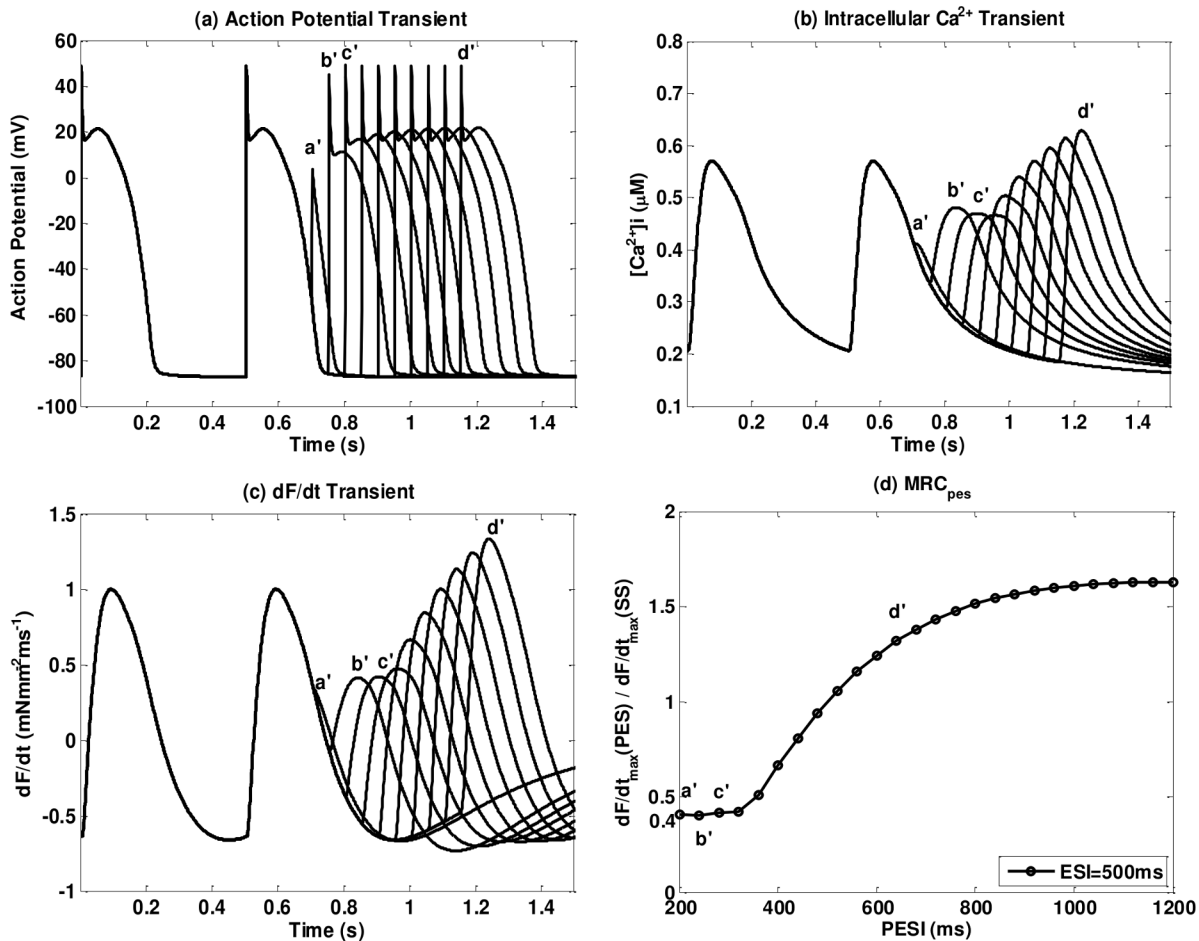 (a) Action Potential Transient
60
40
20
0
-20
-40
-60
-80
-100
Action Potential (mV)
a'
b'
c'
d'
0.2 0.4 0.6 0.8 1 1.2 1.4
Time (s)
(b) Intracellular Ca²⁺ Transient
0.8
0.7
0.6
0.5
0.4
0.3
0.2
0.1
[Ca²⁺]i (μM)
a'
b'
c'
d'
0.2 0.4 0.6 0.8 1 1.2 1.4
Time (s)
(c) dF/dt Transient
1.5
1
0.5
0
-0.5
-1
dF/dt (mNmm²ms⁻¹)
a'
b'
c'
d'
0.2 0.4 0.6 0.8 1 1.2 1.4
Time (s)
(d) MRCpes
2
1.5
1
0.5
0.4
0
dF/dtmax(PES) / dF/dtmax(SS)
a'
b'
c'
d'
ESI=500ms
200 400 600 800 1000 1200
PESI (ms)